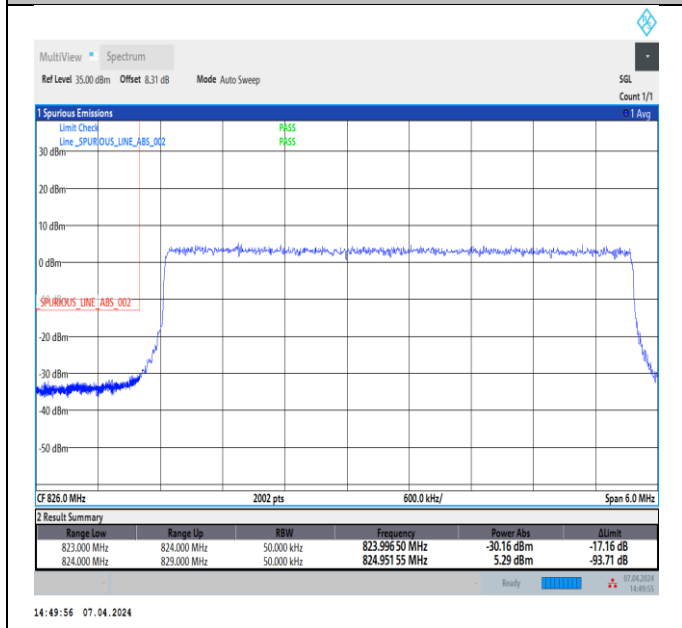 MultiView Spectrum
Ref Level 35.00 dBm Offset 8.31 dB Mode Auto Sweep SGL
Count 1/1
1 Spurious Emissions 1 Avg
Limit Check PASS
Line _SPURIOUS_LINE_ABS_002 PASS
30 dBm
20 dBm
10 dBm
0 dBm
-10 dBm
_SPURIOUS_LINE_ABS_002
-20 dBm
-30 dBm
-40 dBm
-50 dBm
CF 826.0 MHz 2002 pts 600.0 kHz/ Span 6.0 MHz
2 Result Summary
Range Low Range Up RBW Frequency Power Abs ΔLimit
823.000 MHz 824.000 MHz 50.000 kHz 823.996 50 MHz -30.16 dBm -17.16 dB
824.000 MHz 829.000 MHz 50.000 kHz 824.951 55 MHz 5.29 dBm -93.71 dB
Ready 07.04.2024
14:49:55
14:49:56 07.04.2024